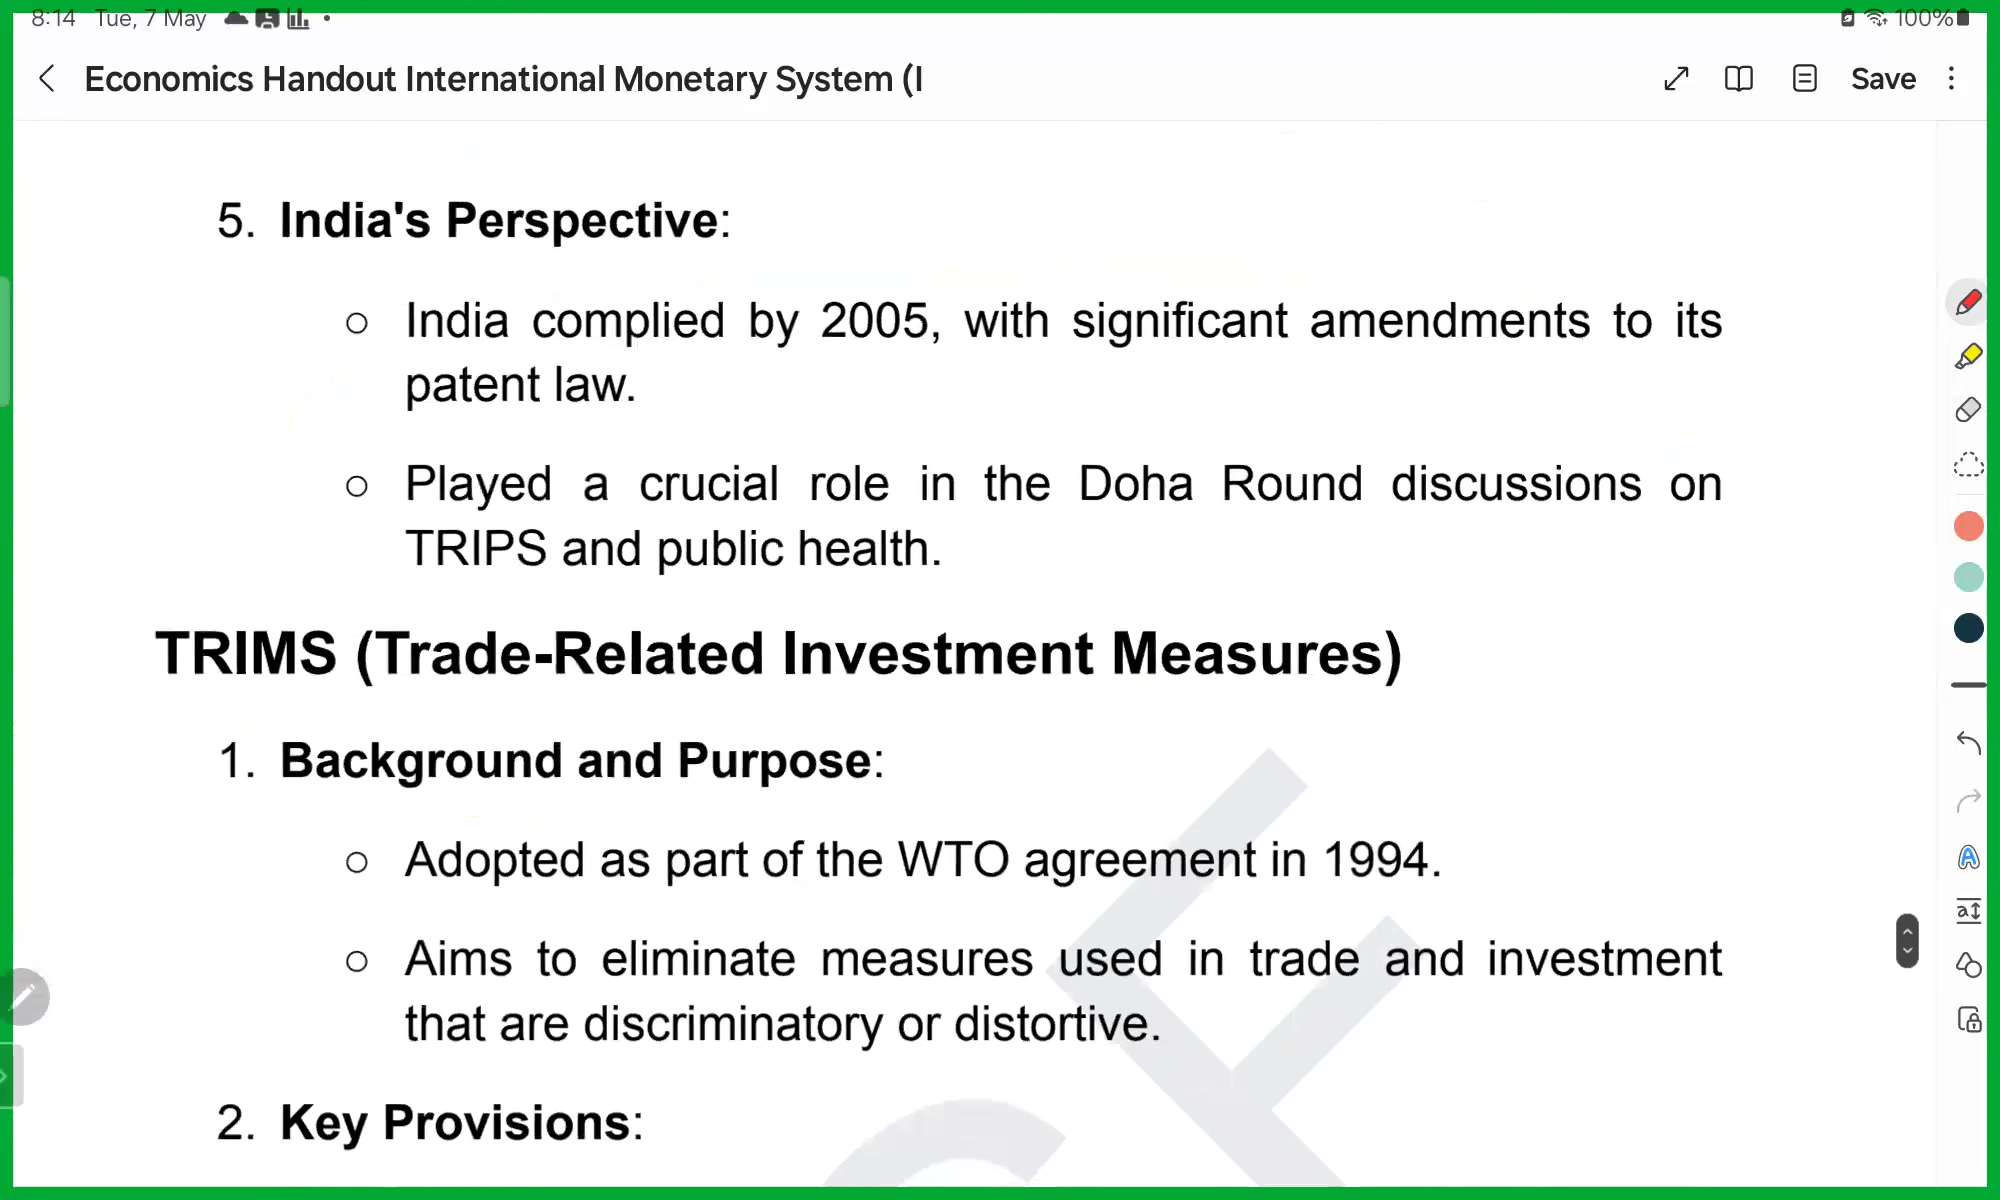 8:14 Tue, 7 May 100%
Economics Handout International Monetary System (I
Save
5. India's Perspective:
○ India complied by 2005, with significant amendments to its
patent law.
○ Played a crucial role in the Doha Round discussions on
TRIPS and public health.
TRIMS (Trade-Related Investment Measures)
1. Background and Purpose:
○ Adopted as part of the WTO agreement in 1994.
○ Aims to eliminate measures used in trade and investment
that are discriminatory or distortive.
2. Key Provisions: